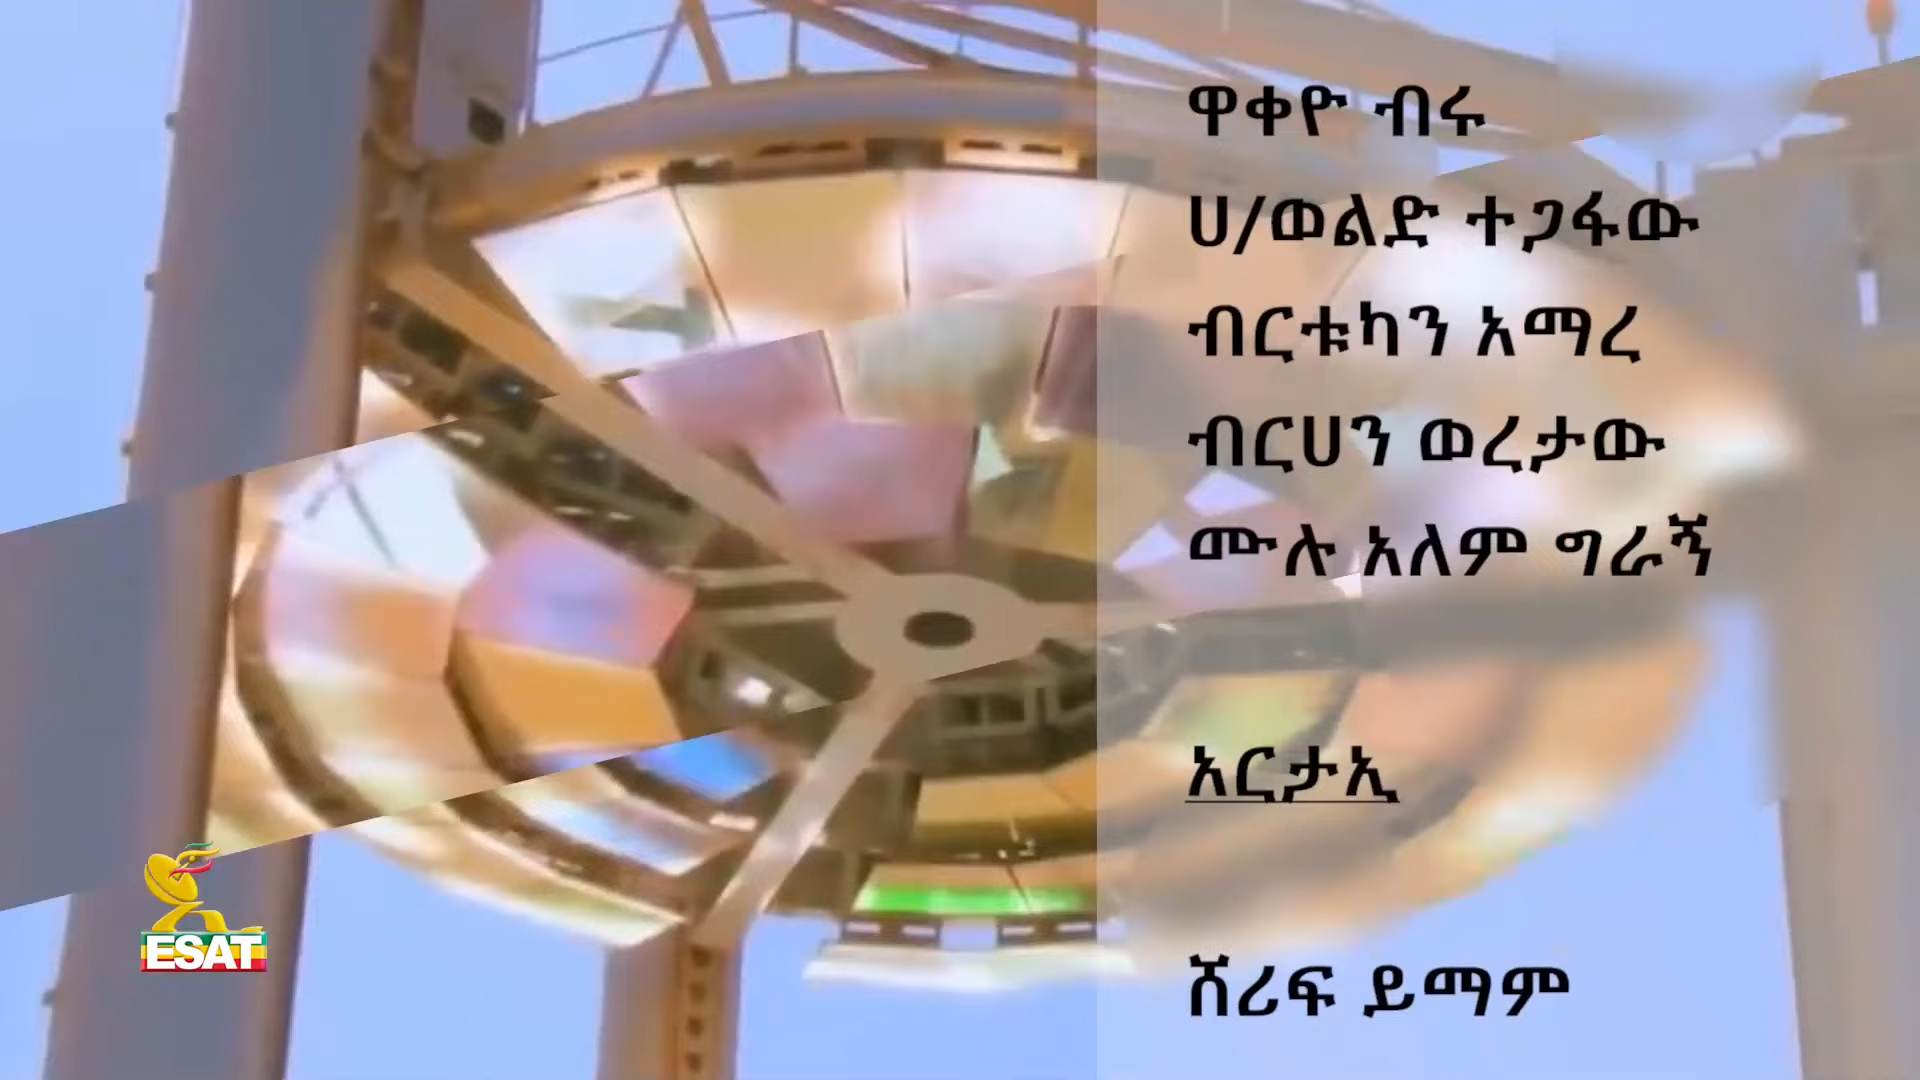 ዋቀዮ ብሩ
ሀ/ወልድ ተጋፋው
ብርቱካን አማረ
ብርሀን ወረታው
ሙሉ አለም ግራኝ
አርታኢ
ሸሪፍ ይማም
ESAT